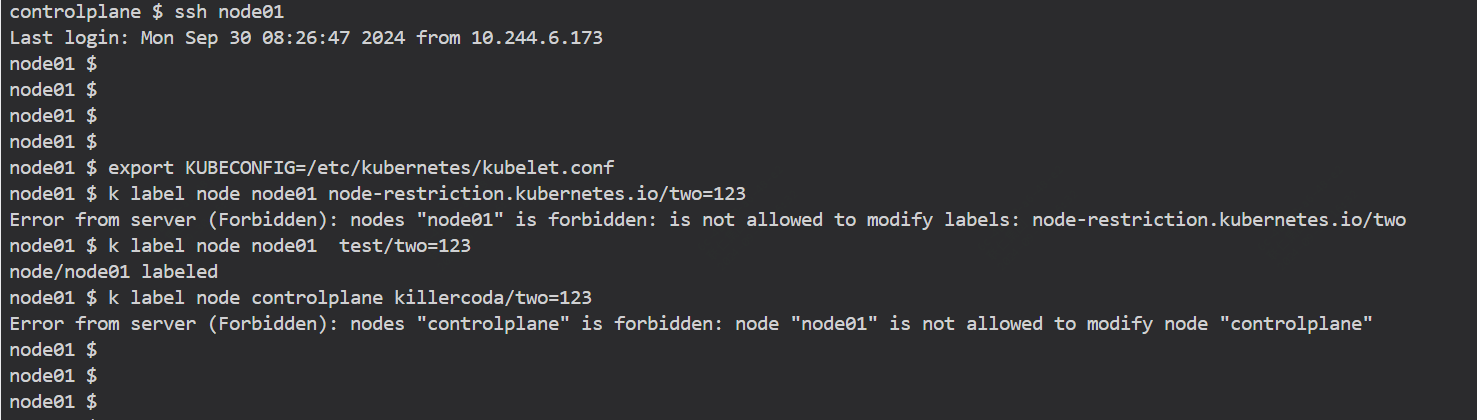 controlplane $ ssh node01
Last login: Mon Sep 30 08:26:47 2024 from 10.244.6.173
node01 $
node01 $
node01 $
node01 $
node01 $ export KUBECONFIG=/etc/kubernetes/kubelet.conf
node01 $ k label node node01 node-restriction.kubernetes.io/two=123
Error from server (Forbidden): nodes "node01" is forbidden: is not allowed to modify labels: node-restriction.kubernetes.io/two
node01 $ k label node node01  test/two=123
node/node01 labeled
node01 $ k label node controlplane killercoda/two=123
Error from server (Forbidden): nodes "controlplane" is forbidden: node "node01" is not allowed to modify node "controlplane"
node01 $
node01 $
node01 $